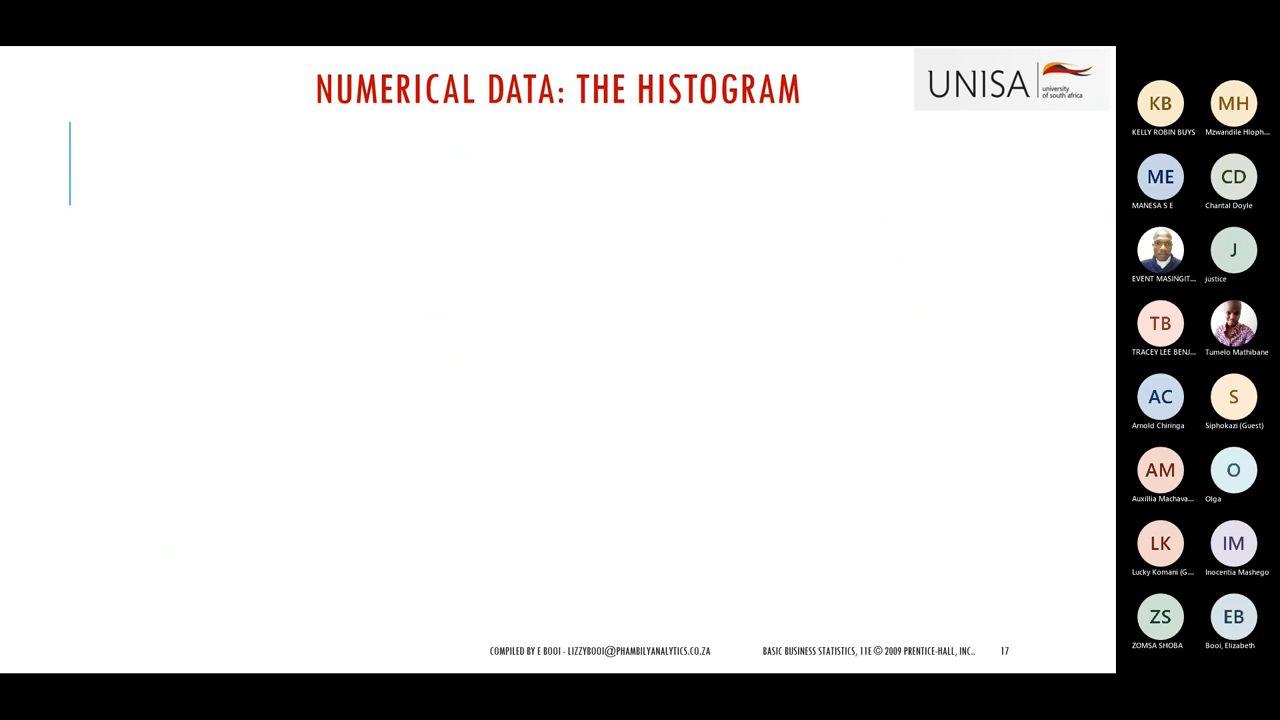 NUMERICAL DATA: THE HISTOGRAM
UNISA
university
of south africa
KB
MH
KELLY ROBIN BUYS
Mzwandile Hloph...
ME
CD
MANESA S E
Chantal Doyle
J
EVENT MASINGIT...
justice
TB
TRACEY LEE BENJ...
Tumelo Mathibane
AC
S
Arnold Chiringa
Siphokazi (Guest)
AM
O
Auxillia Machava...
Olga
LK
IM
Lucky Komani (G...
Inocentia Mashego
ZS
EB
ZOMSA SHOBA
Booi, Elizabeth
COMPILED BY E BOOI - LIZZYBOOI@PHAMBILYANALYTICS.CO.ZA
BASIC BUSINESS STATISTICS, 11E © 2009 PRENTICE-HALL, INC..
17